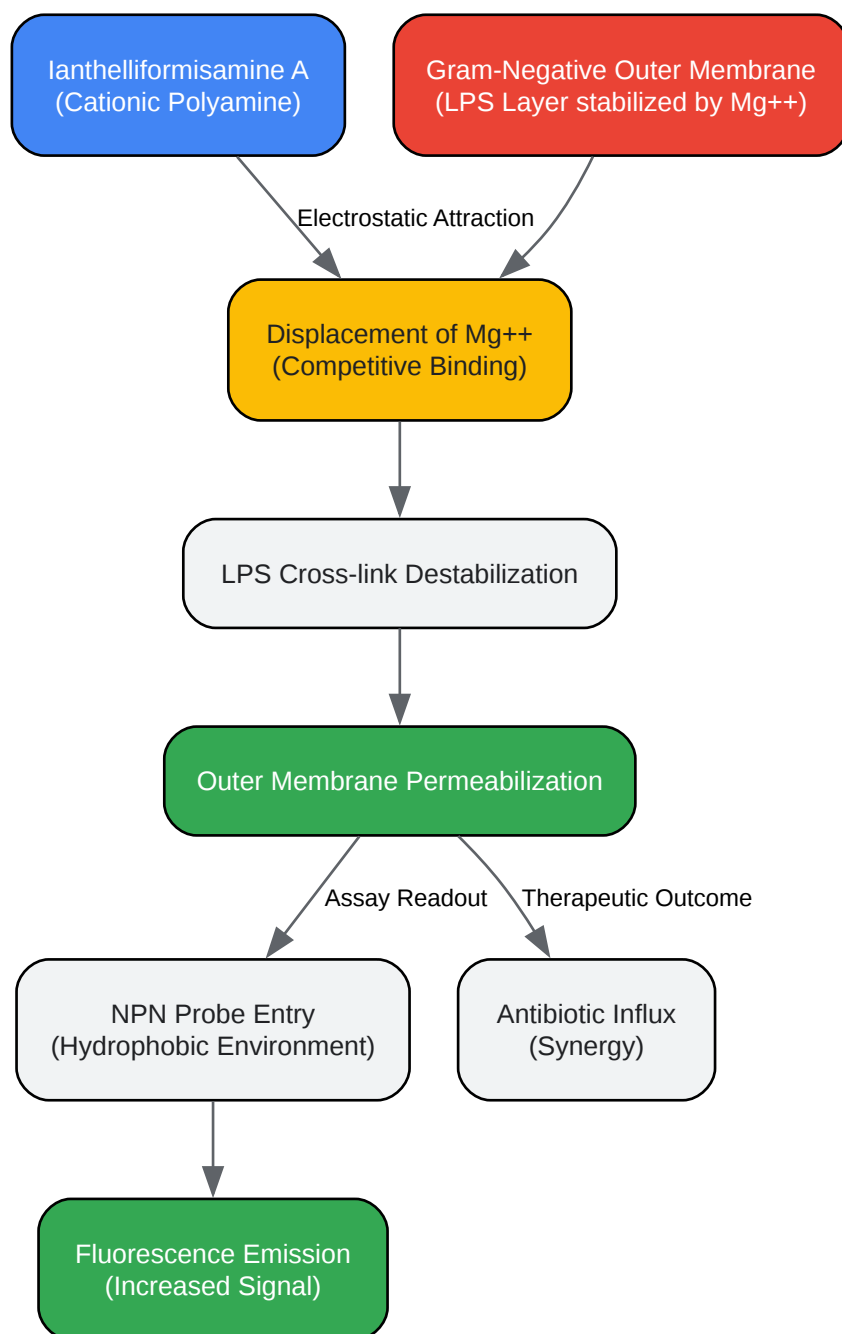 Ianthelliformisamine A
(Cationic Polyamine)
Gram-Negative Outer Membrane
(LPS Layer stabilized by Mg++)
Electrostatic Attraction
Displacement of Mg++
(Competitive Binding)
LPS Cross-link Destabilization
Outer Membrane Permeabilization
Assay Readout
Therapeutic Outcome
NPN Probe Entry
(Hydrophobic Environment)
Antibiotic Influx
(Synergy)
Fluorescence Emission
(Increased Signal)